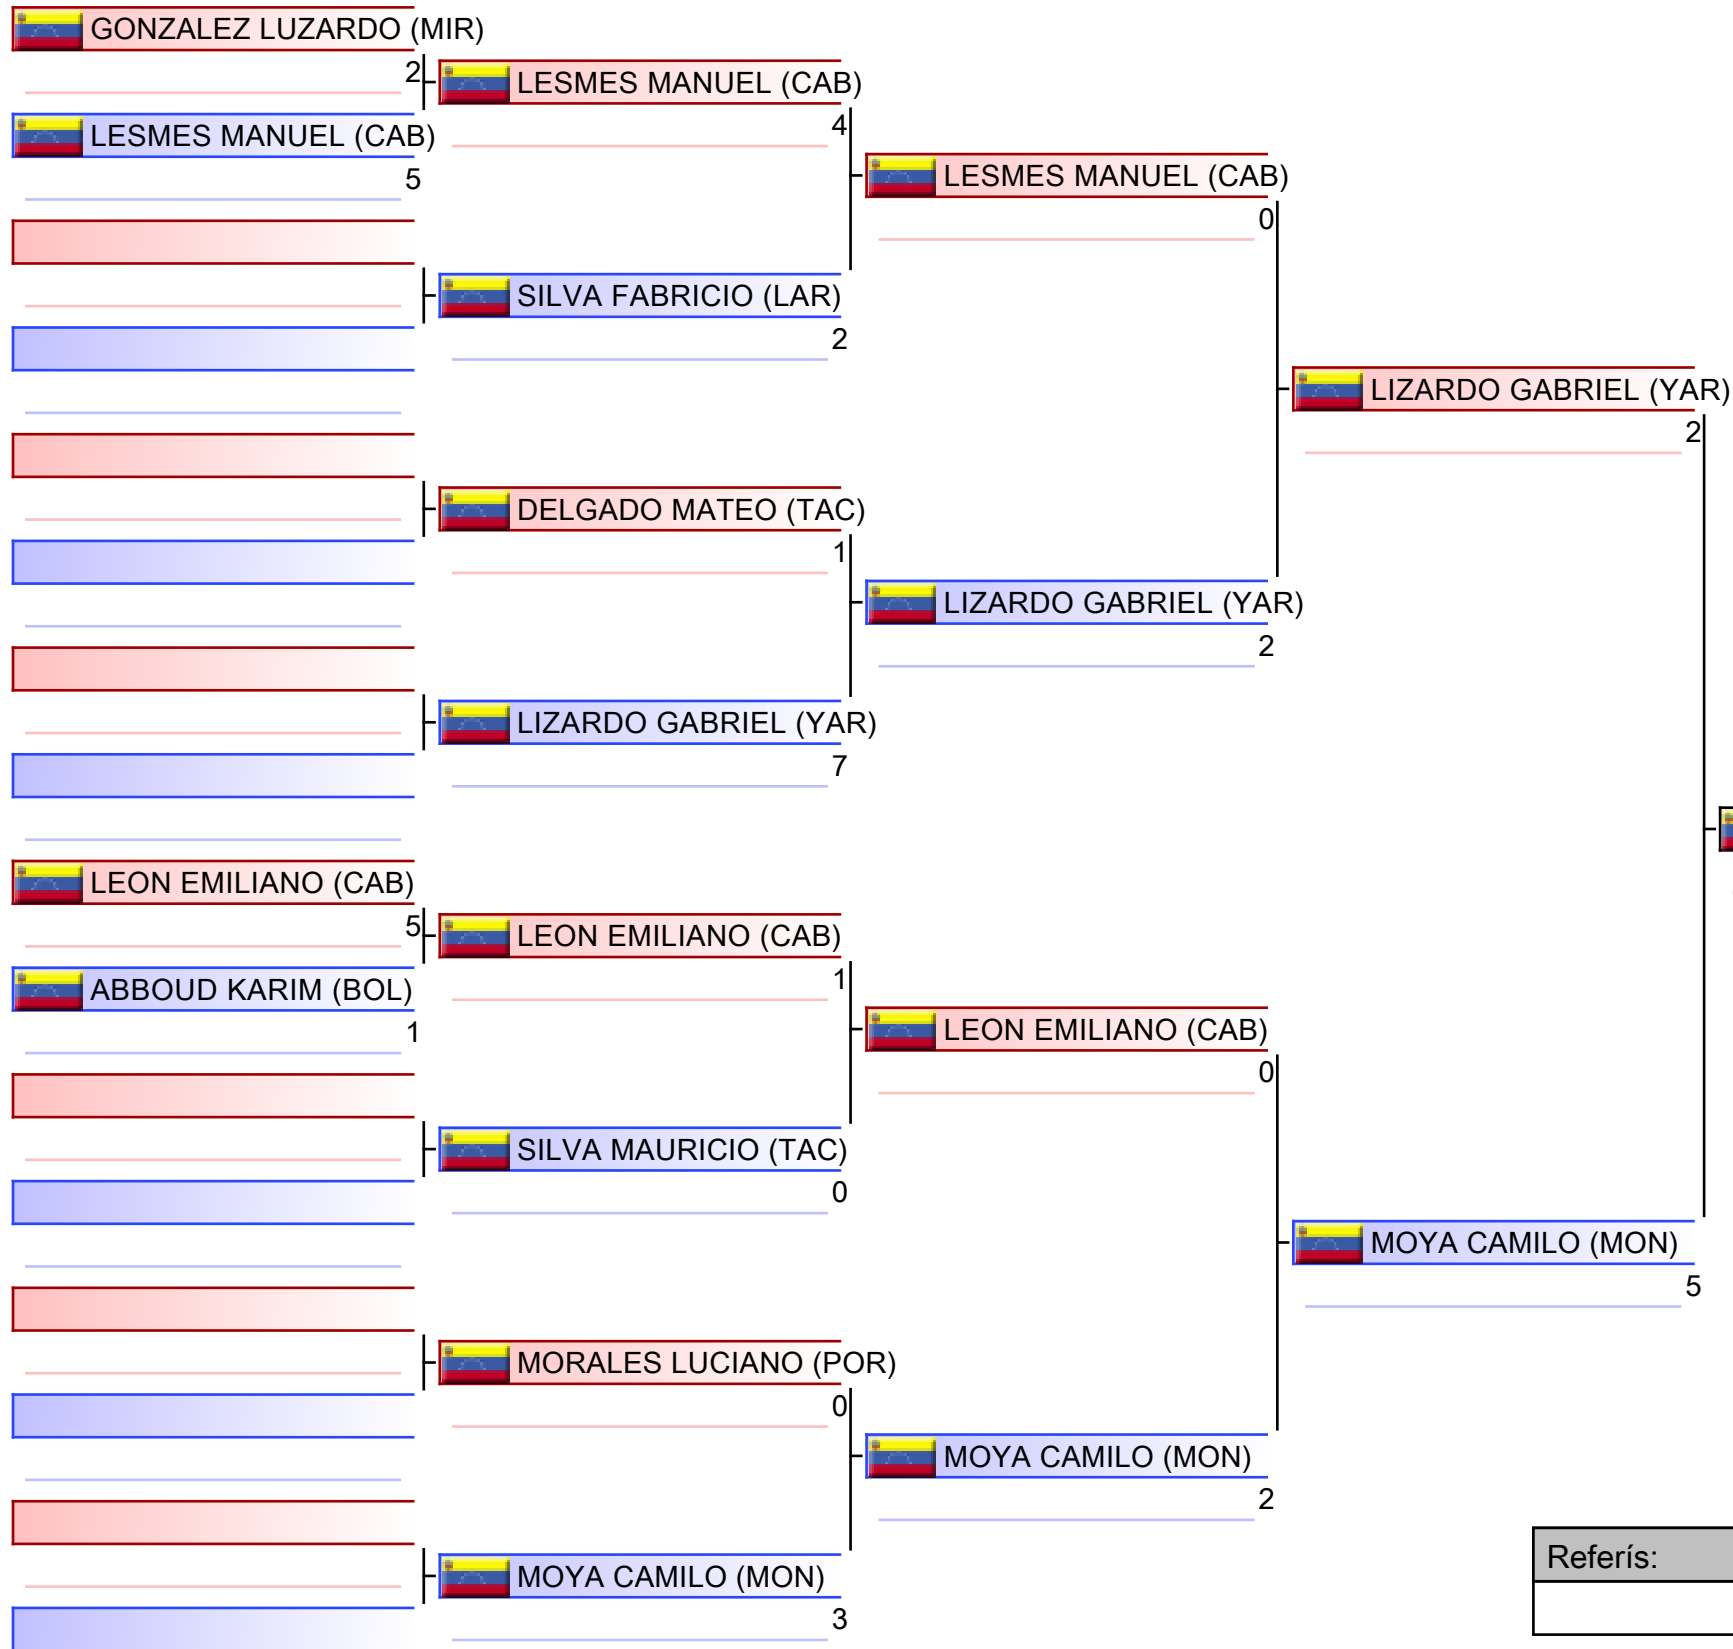 GONZALEZ LUZARDO (MIR)
2
LESMES MANUEL (CAB)
5
LEON EMILIANO (CAB)
5
ABBOUD KARIM (BOL)
1
LESMES MANUEL (CAB)
4
SILVA FABRICIO (LAR)
2
DELGADO MATEO (TAC)
1
LIZARDO GABRIEL (YAR)
7
LEON EMILIANO (CAB)
1
SILVA MAURICIO (TAC)
0
MORALES LUCIANO (POR)
0
MOYA CAMILO (MON)
3
LESMES MANUEL (CAB)
0
LIZARDO GABRIEL (YAR)
2
LEON EMILIANO (CAB)
0
MOYA CAMILO (MON)
2
LIZARDO GABRIEL (YAR)
2
MOYA CAMILO (MON)
5
Referís: